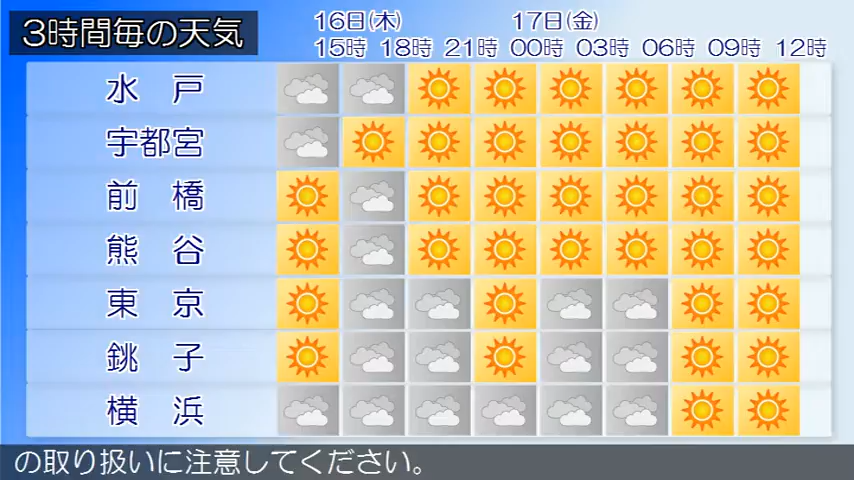 3時間毎の天気
16日(木) 17日(金)
15時 18時 21時 00時 03時 06時 09時 12時
水 戸
宇都宮
前 橋
熊 谷
東 京
銚 子
横 浜
の取り扱いに注意してください。